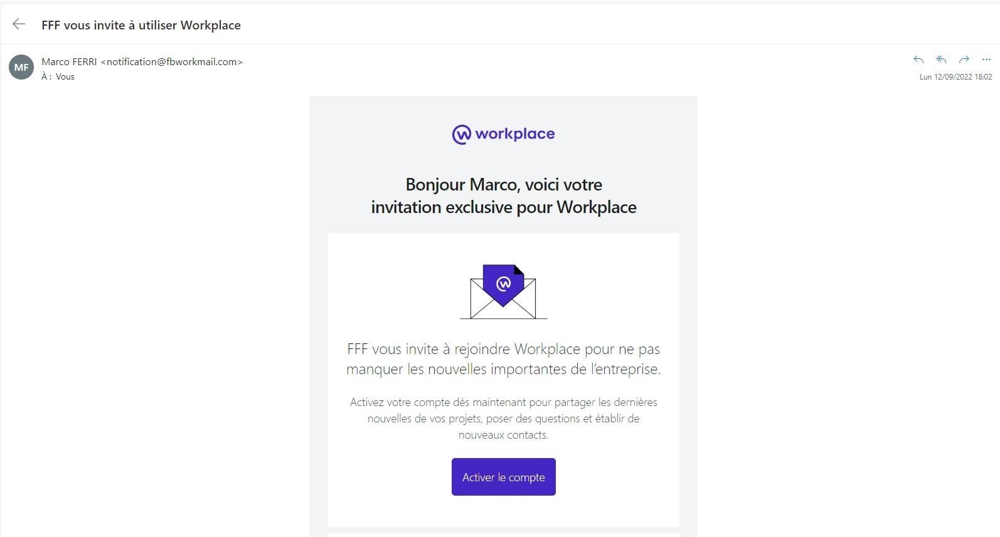 FFF vous invite à utiliser Workplace
MF
Marco FERRI <notification@fbworkmail.com>
À : Vous
Lun 12/09/2022 18:02
workplace
Bonjour Marco, voici votre
invitation exclusive pour Workplace
FFF vous invite à rejoindre Workplace pour ne pas
manquer les nouvelles importantes de l’entreprise.
Activez votre compte dès maintenant pour partager les dernières
nouvelles de vos projets, poser des questions et établir de
nouveaux contacts.
Activer le compte